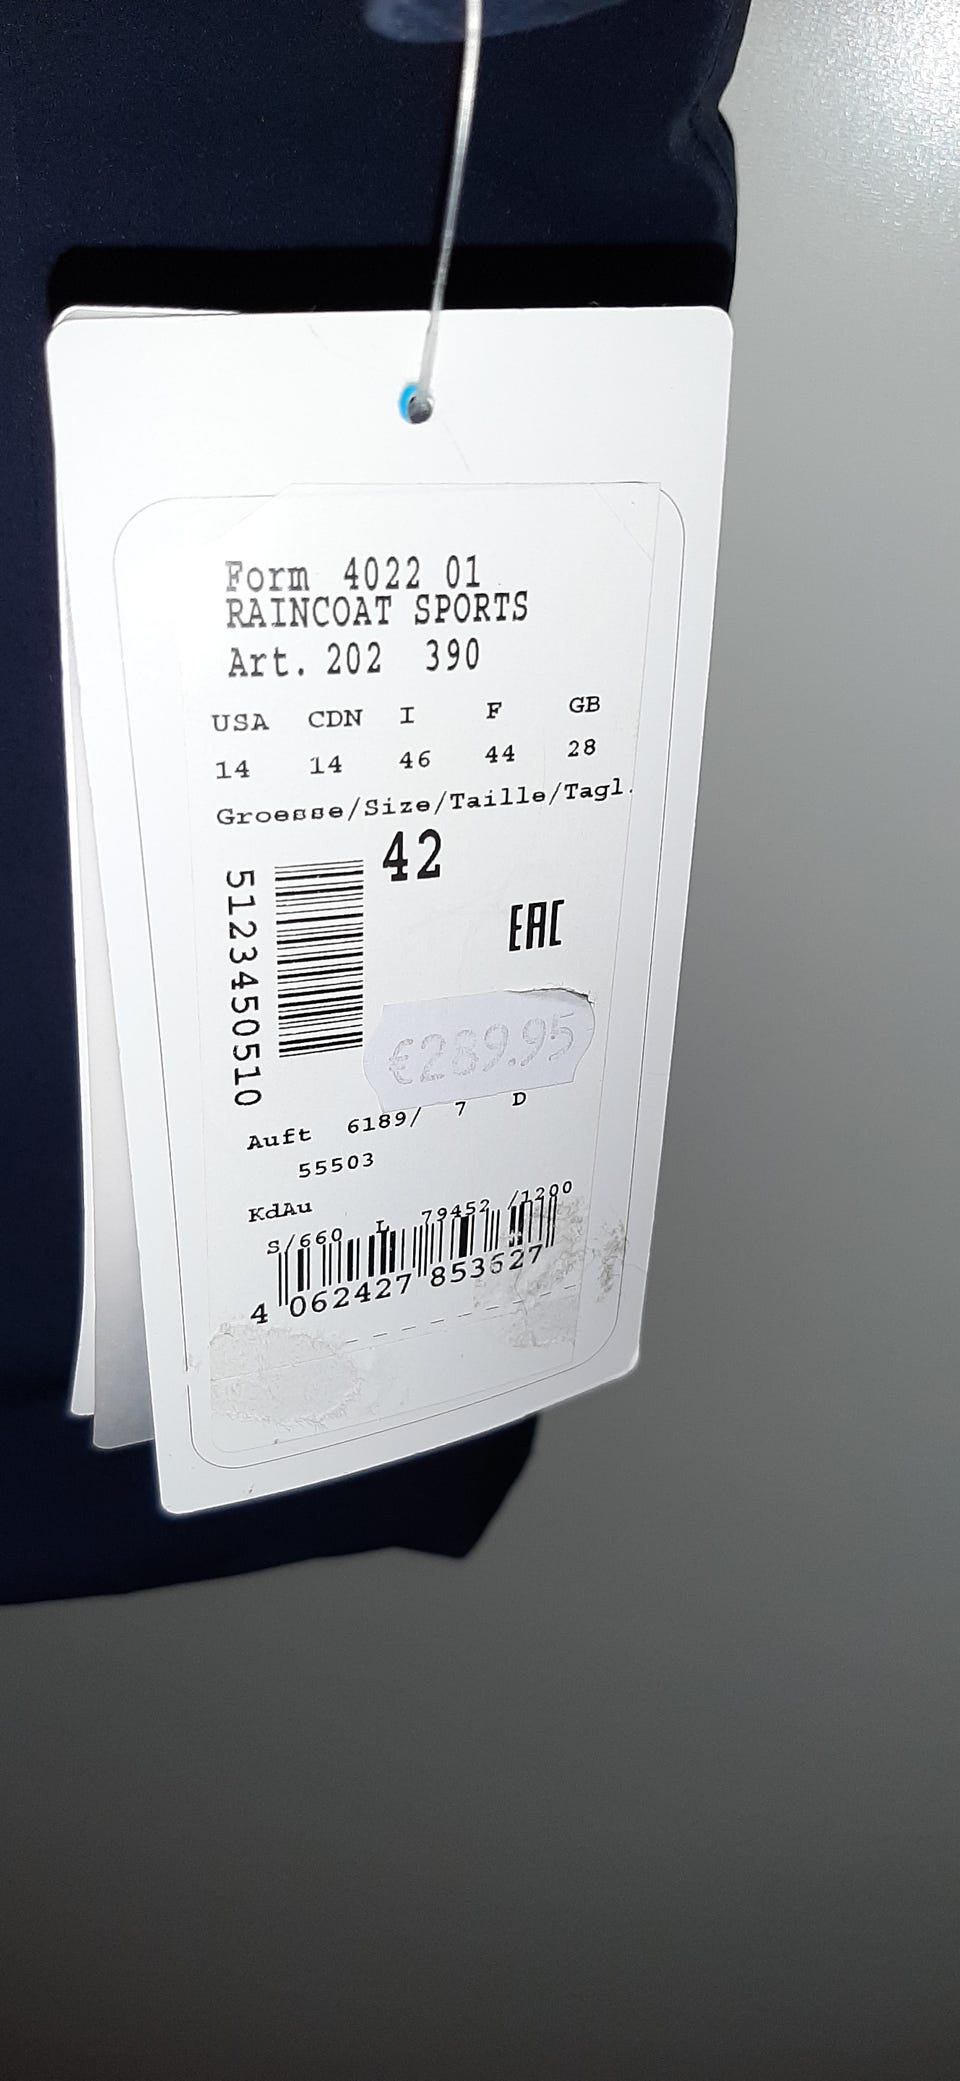 Form 4022 01
RAINCOAT SPORTS
Art. 202 390
USA CDN I F GB
14 14 46 44 28
Groesse/Size/Taille/Tagl.
42
5123450510
EAC
€289.95
Auft 6189/ 7 D
55503
KdAu
S/660 L 79452 /1200
4 062427 853627